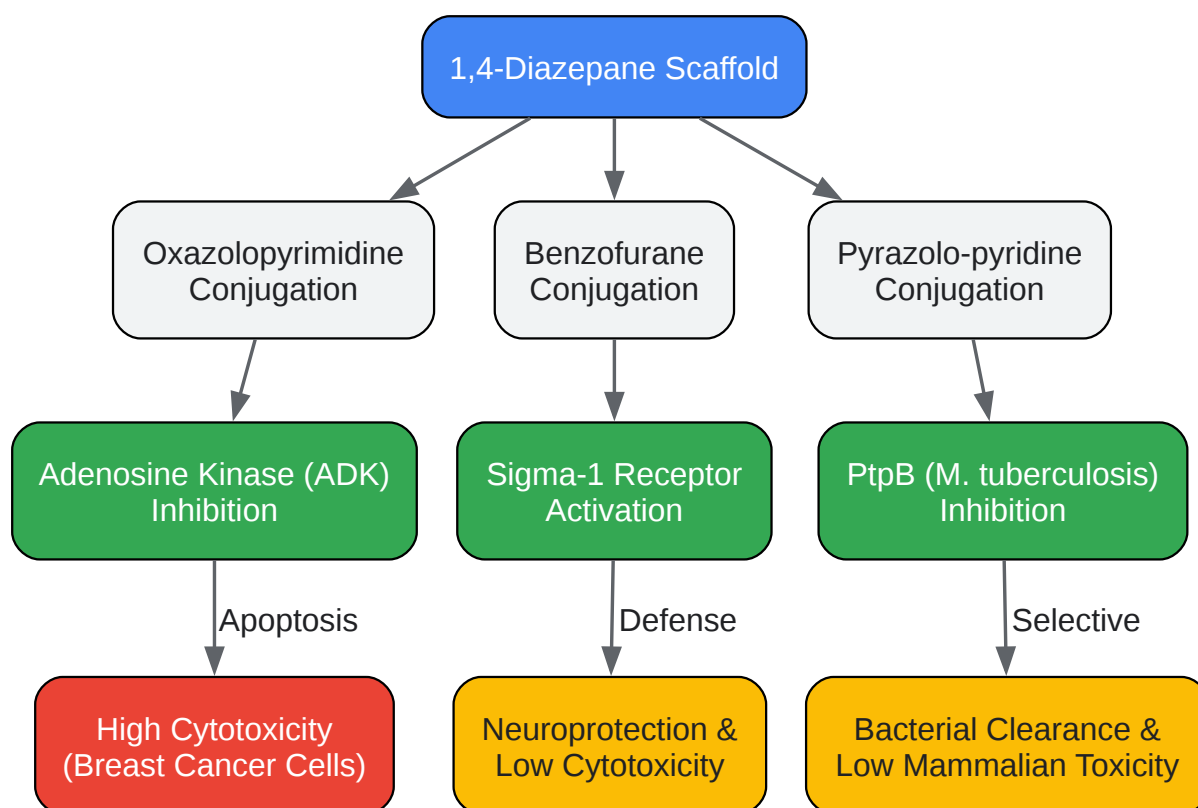 1,4-Diazepane Scaffold
Oxazolopyrimidine
Conjugation
Benzofurane
Conjugation
Pyrazolo-pyridine
Conjugation
Adenosine Kinase (ADK)
Inhibition
Sigma-1 Receptor
Activation
PtpB (M. tuberculosis)
Inhibition
Apoptosis
Defense
Selective
High Cytotoxicity
(Breast Cancer Cells)
Neuroprotection &
Low Cytotoxicity
Bacterial Clearance &
Low Mammalian Toxicity